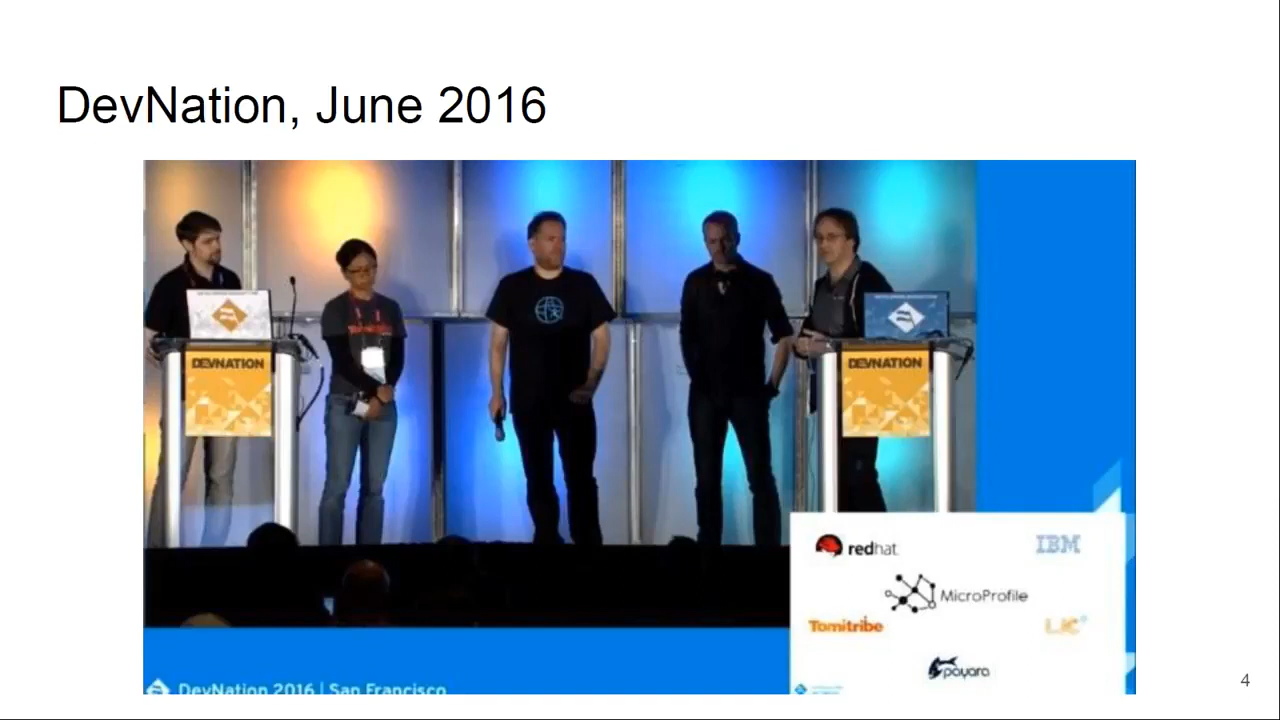 DevNation, June 2016
DEVNATION
DEVNATION
redhat
IBM
MicroProfile
Tomitribe
LJC
payara
DevNation 2016 | San Francisco
4